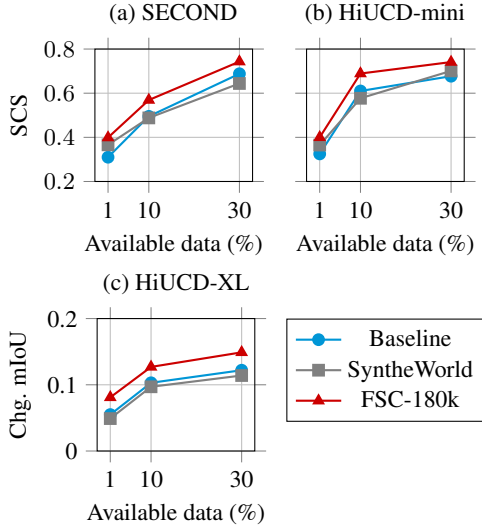 (a) SECOND
(b) HiUCD-mini
SCS
0.8
0.6
0.4
0.2
1 10 30
1 10 30
Available data (%)
Available data (%)
(c) HiUCD-XL
Chg. mIoU
0.2
0.1
0
1 10 30
Available data (%)
Baseline
SyntheWorld
FSC-180k